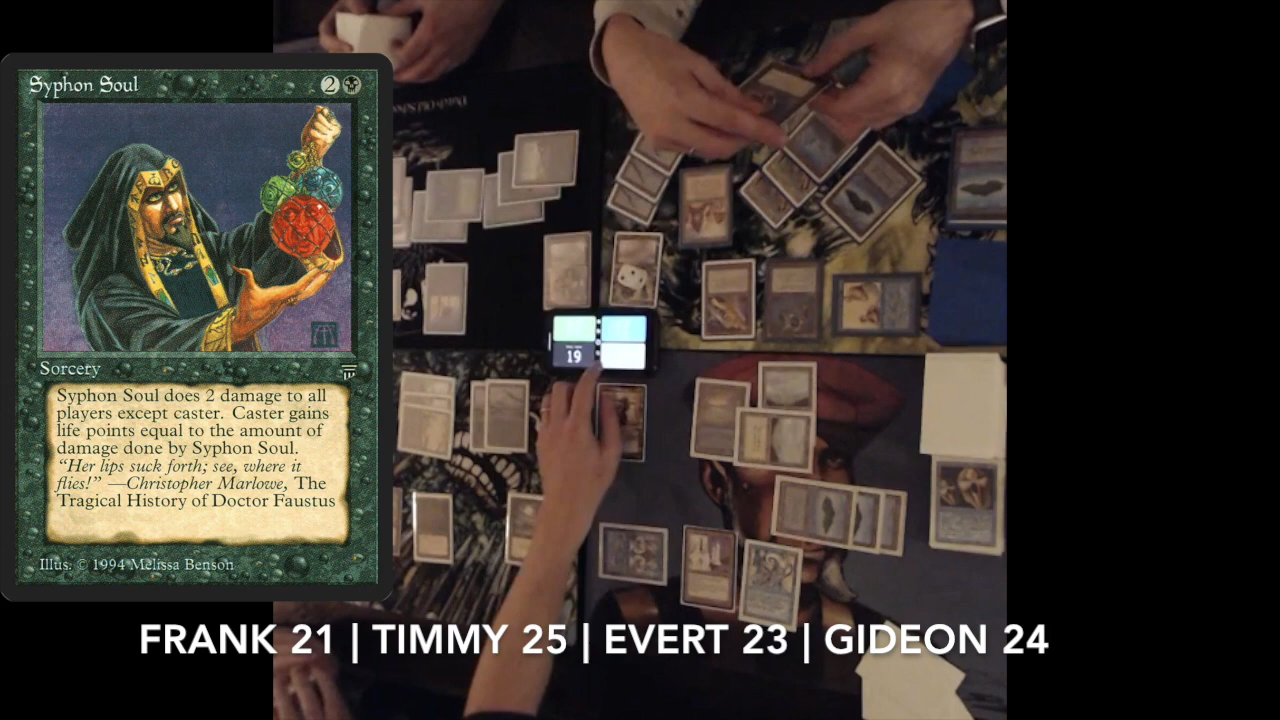 Syphon Soul 2
Sorcery
Syphon Soul does 2 damage to all
players except caster. Caster gains
life points equal to the amount of
damage done by Syphon Soul.
“Her lips suck forth; see, where it
flies!” —Christopher Marlowe, The
Tragical History of Doctor Faustus
Illus. © 1994 Melissa Benson
19
FRANK 21 | TIMMY 25 | EVERT 23 | GIDEON 24